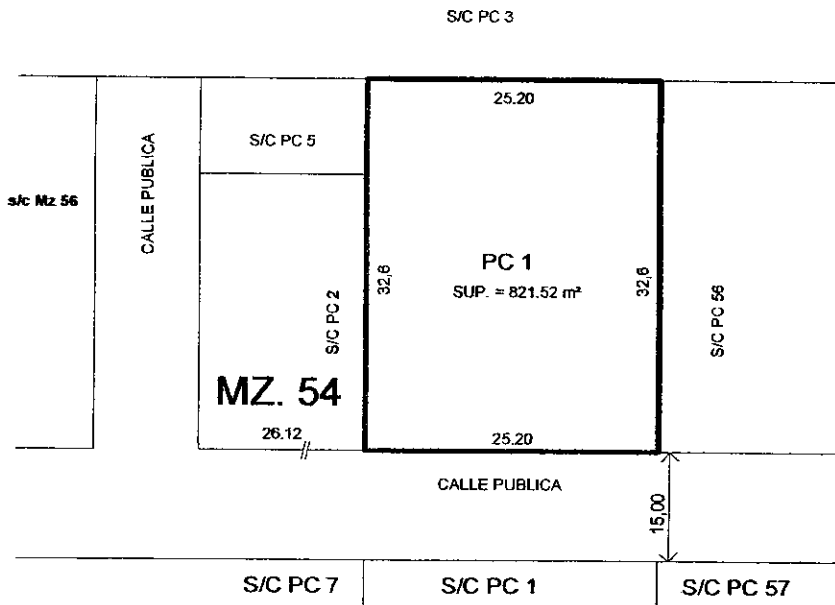 S/C PC 3
25.20
S/C PC 5
s/c Mz 56
CALLE PUBLICA
PC 1
SUP. = 821.52 m²
32,6
32,6
S/C PC 2
S/C PC 56
MZ. 54
26.12
25.20
CALLE PUBLICA
15,00
S/C PC 7
S/C PC 1
S/C PC 57